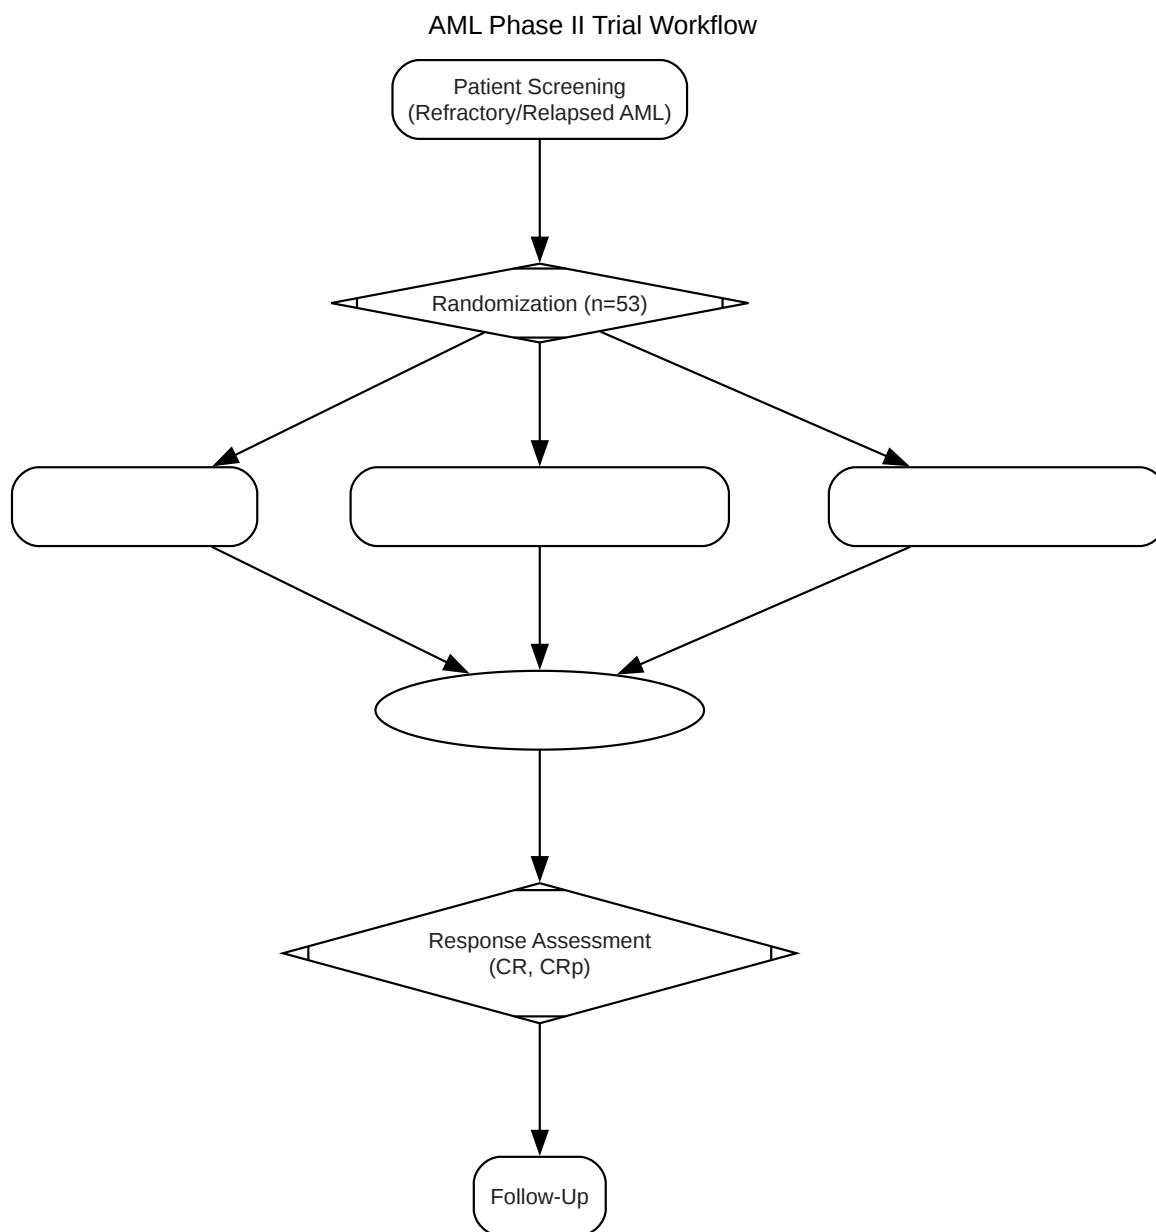 AML Phase II Trial Workflow
Patient Screening
(Refractory/Relapsed AML)
Randomization (n=53)
Response Assessment
(CR, CRp)
Follow-Up